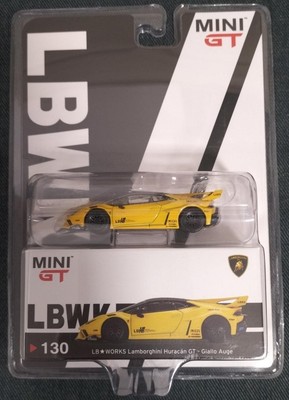 MINI
GT
LBWK
MINI
GT
LBWK
130
LB★WORKS Lamborghini Huracán GT - Giallo Auge